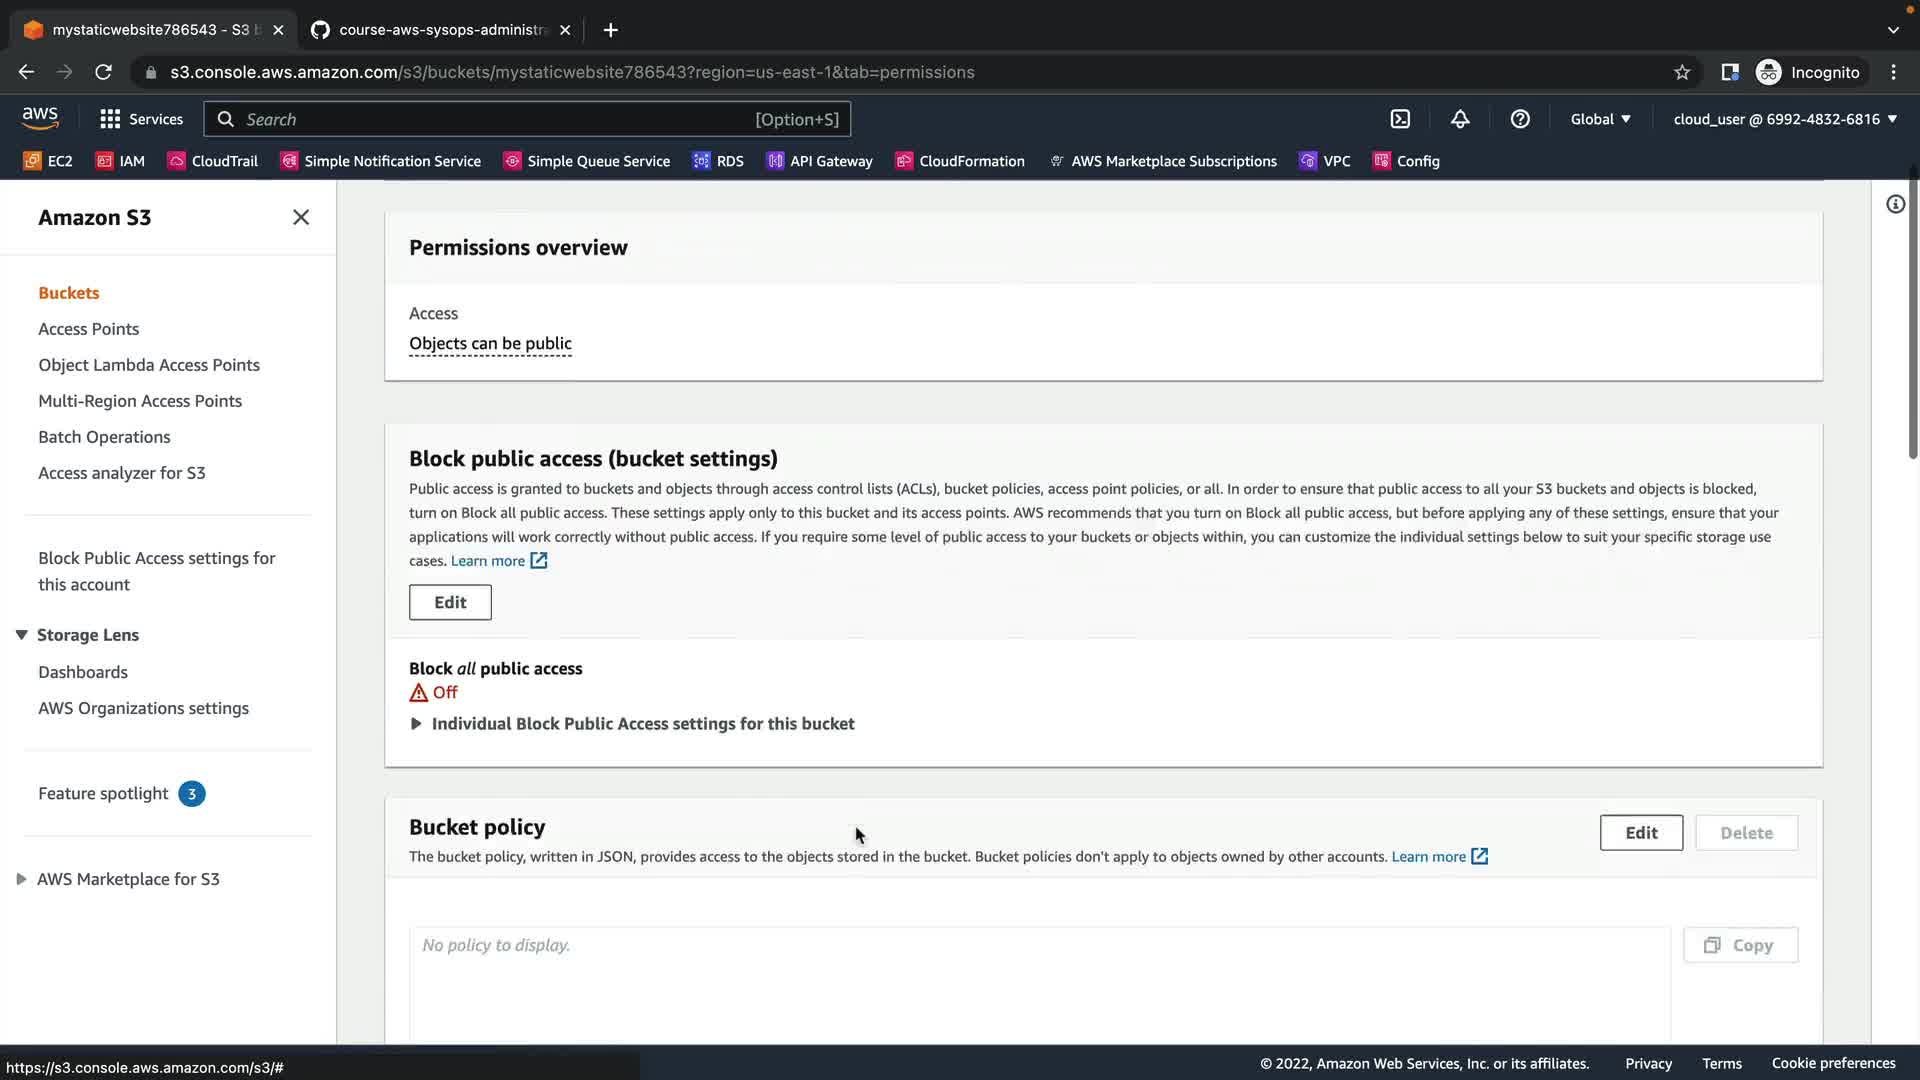 mystaticwebsite786543 - S3 b
course-aws-sysops-administra
s3.console.aws.amazon.com/s3/buckets/mystaticwebsite786543?region=us-east-1&tab=permissions
Incognito
aws
Services
Search
[Option+S]
Global
cloud_user @ 6992-4832-6816
EC2
IAM
CloudTrail
Simple Notification Service
Simple Queue Service
RDS
API Gateway
CloudFormation
AWS Marketplace Subscriptions
VPC
Config
Amazon S3
Buckets
Access Points
Object Lambda Access Points
Multi-Region Access Points
Batch Operations
Access analyzer for S3
Block Public Access settings for
this account
Storage Lens
Dashboards
AWS Organizations settings
Feature spotlight 3
AWS Marketplace for S3
Permissions overview
Access
Objects can be public
Block public access (bucket settings)
Public access is granted to buckets and objects through access control lists (ACLs), bucket policies, access point policies, or all. In order to ensure that public access to all your S3 buckets and objects is blocked,
turn on Block all public access. These settings apply only to this bucket and its access points. AWS recommends that you turn on Block all public access, but before applying any of these settings, ensure that your
applications will work correctly without public access. If you require some level of public access to your buckets or objects within, you can customize the individual settings below to suit your specific storage use
cases. Learn more
Edit
Block all public access
Off
Individual Block Public Access settings for this bucket
Bucket policy
Edit
Delete
The bucket policy, written in JSON, provides access to the objects stored in the bucket. Bucket policies don't apply to objects owned by other accounts. Learn more
No policy to display.
Copy
https://s3.console.aws.amazon.com/s3/#
© 2022, Amazon Web Services, Inc. or its affiliates.
Privacy
Terms
Cookie preferences